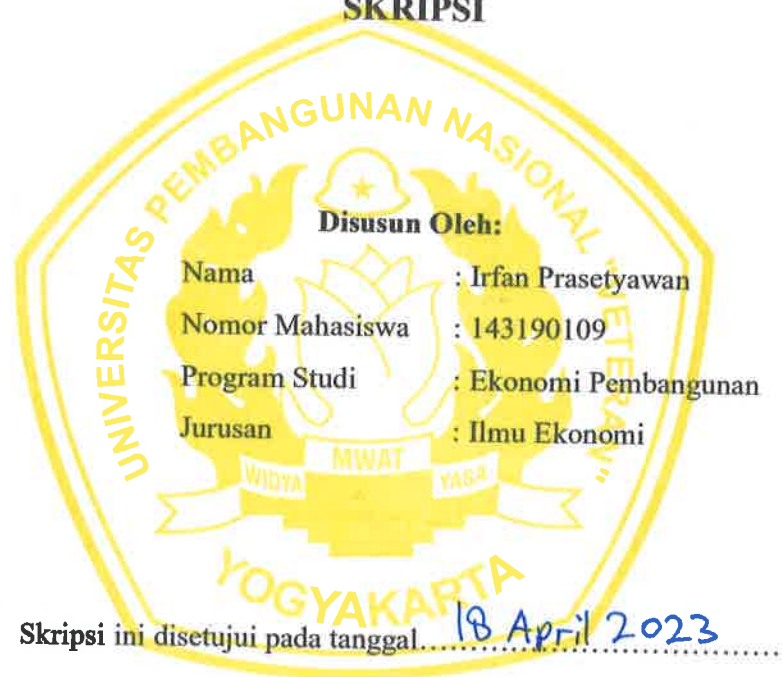 SKRIPSI
UNIVERSITAS PEMBANGUNAN NASIONAL "VETERAN"
Disusun Oleh:
Nama : Irfan Prasetyawan
Nomor Mahasiswa : 143190109
Program Studi : Ekonomi Pembangunan
Jurusan : Ilmu Ekonomi
WIDYA MWAT YASA
YOGYAKARTA
Skripsi ini disetujui pada tanggal.... 18 April 2023 ........